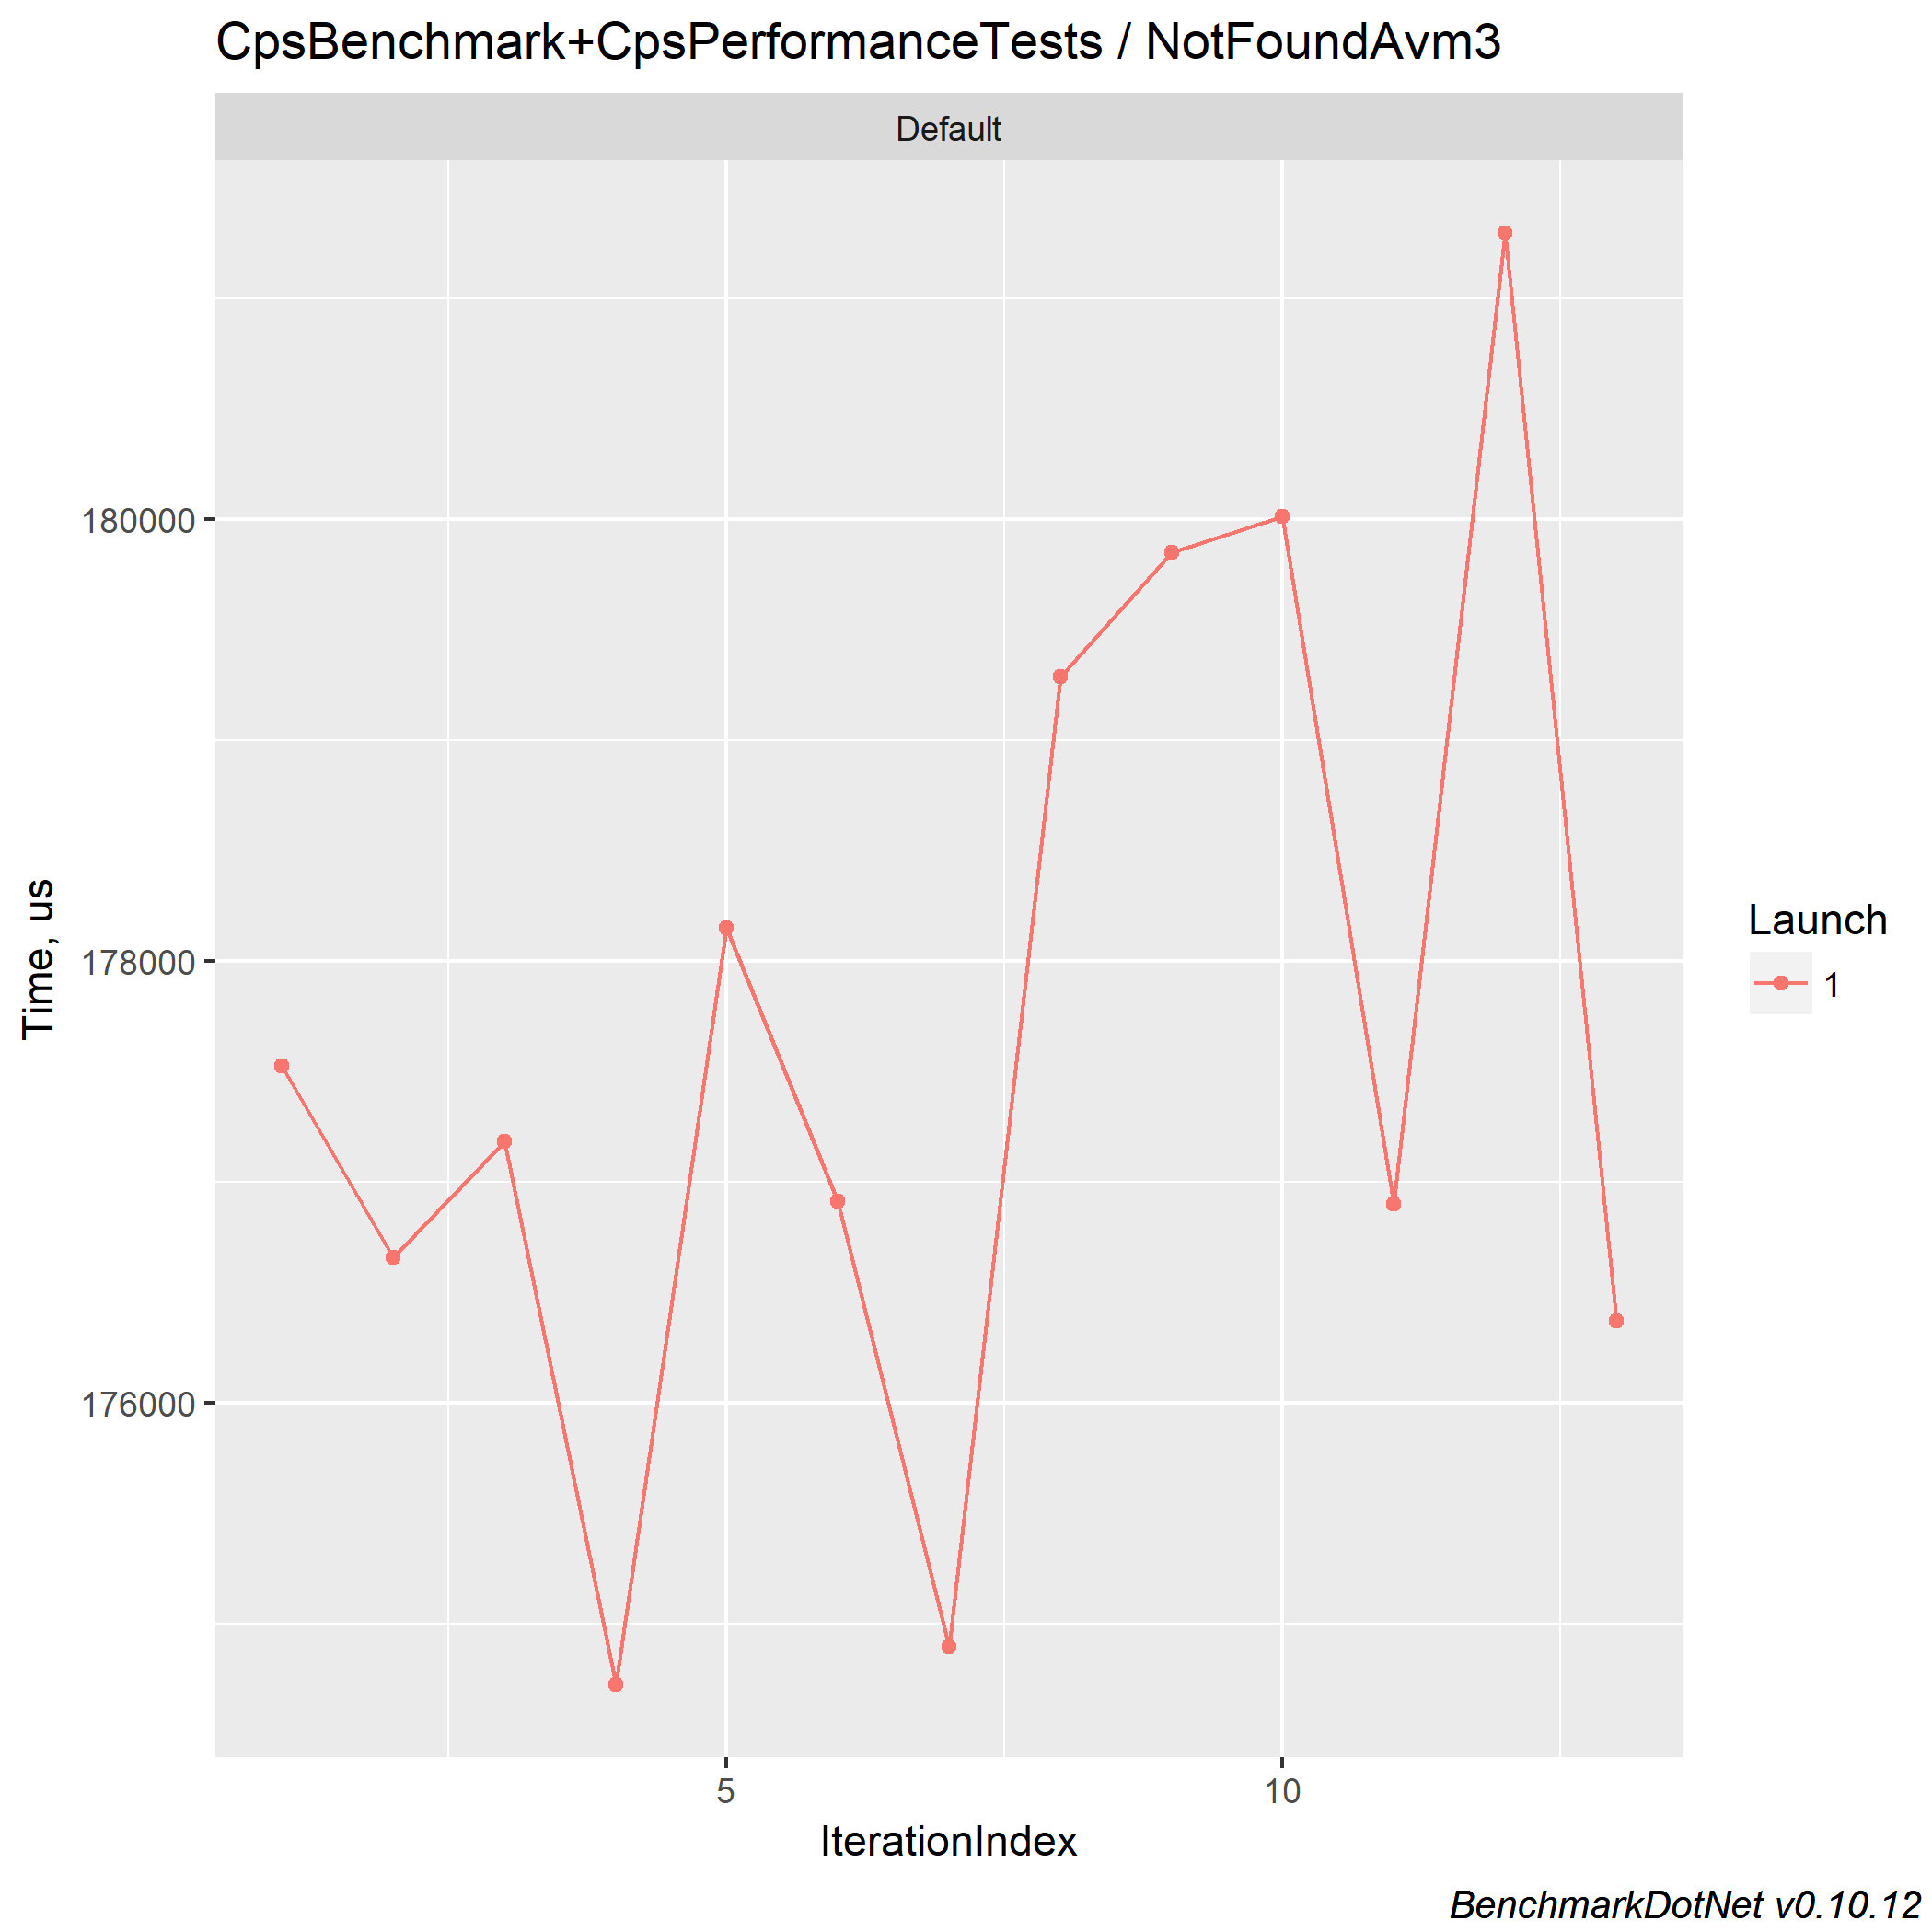 CpsBenchmark+CpsPerformanceTests / NotFoundAvm3
Default
180000
178000
176000
Time, us
5
10
IterationIndex
Launch
1
BenchmarkDotNet v0.10.12